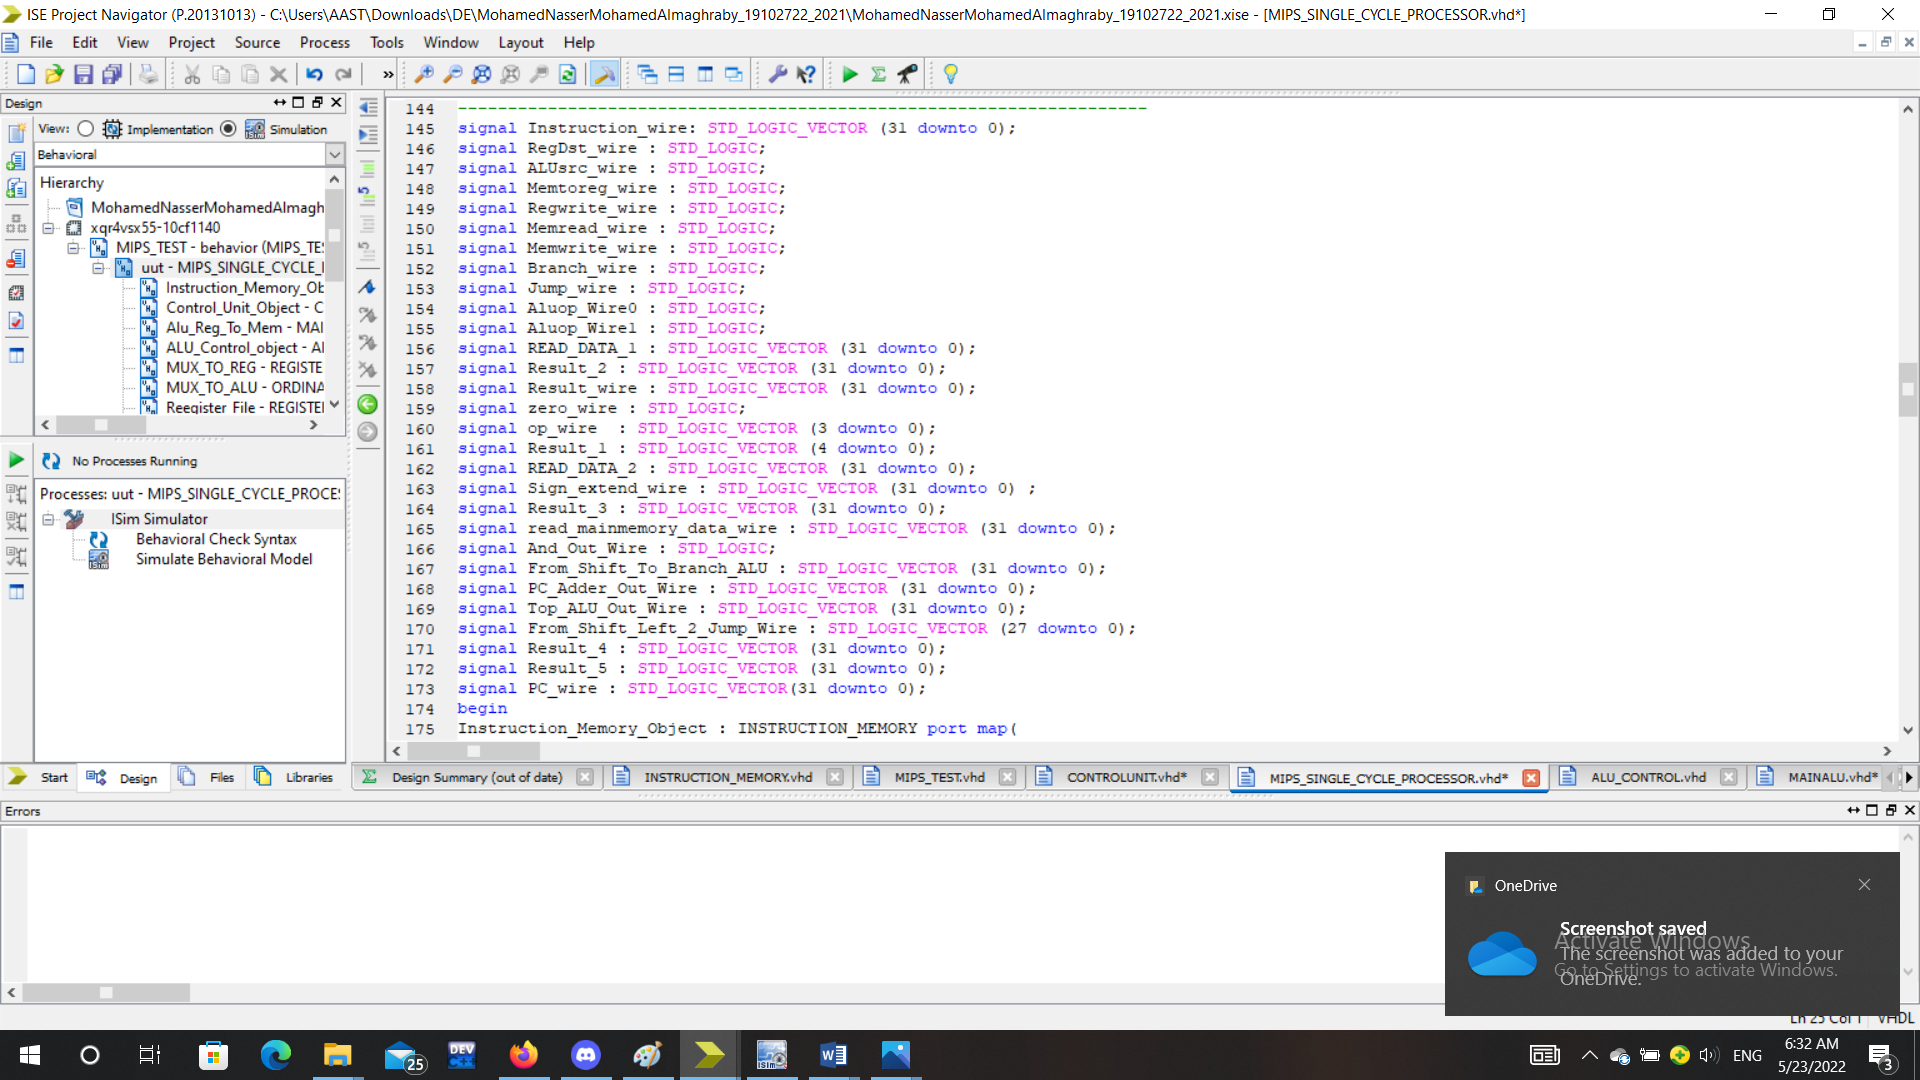 ISE Project Navigator (P.20131013) - C:\Users\AAST\Downloads\DE\MohamedNasserMohamedAlmaghraby_19102722_2021\MohamedNasserMohamedAlmaghraby_19102722_2021.xise - [MIPS_SINGLE_CYCLE_PROCESSOR.vhd*]
File Edit View Project Source Process Tools Window Layout Help
Design
View: Implementation Simulation
Behavioral
Hierarchy
MohamedNasserMohamedAlmagh
xqr4vsx55-10cf1140
MIPS_TEST - behavior (MIPS_TE
uut - MIPS_SINGLE_CYCLE_
Instruction_Memory_Ob
Control_Unit_Object - C
Alu_Reg_To_Mem - MAI
ALU_Control_object - Al
MUX_TO_REG - REGISTE
MUX_TO_ALU - ORDINA
Reegister_File - REGISTE
No Processes Running
Processes: uut - MIPS_SINGLE_CYCLE_PROCE
ISim Simulator
Behavioral Check Syntax
Simulate Behavioral Model
Start Design Files Libraries
144 ---------------------------------------------------------------------
145 signal Instruction_wire: STD_LOGIC_VECTOR (31 downto 0);
146 signal RegDst_wire : STD_LOGIC;
147 signal ALUsrc_wire : STD_LOGIC;
148 signal Memtoreg_wire : STD_LOGIC;
149 signal Regwrite_wire : STD_LOGIC;
150 signal Memread_wire : STD_LOGIC;
151 signal Memwrite_wire : STD_LOGIC;
152 signal Branch_wire : STD_LOGIC;
153 signal Jump_wire : STD_LOGIC;
154 signal Aluop_Wire0 : STD_LOGIC;
155 signal Aluop_Wire1 : STD_LOGIC;
156 signal READ_DATA_1 : STD_LOGIC_VECTOR (31 downto 0);
157 signal Result_2 : STD_LOGIC_VECTOR (31 downto 0);
158 signal Result_wire : STD_LOGIC_VECTOR (31 downto 0);
159 signal zero_wire : STD_LOGIC;
160 signal op_wire  : STD_LOGIC_VECTOR (3 downto 0);
161 signal Result_1 : STD_LOGIC_VECTOR (4 downto 0);
162 signal READ_DATA_2 : STD_LOGIC_VECTOR (31 downto 0);
163 signal Sign_extend_wire : STD_LOGIC_VECTOR (31 downto 0) ;
164 signal Result_3 : STD_LOGIC_VECTOR (31 downto 0);
165 signal read_mainmemory_data_wire : STD_LOGIC_VECTOR (31 downto 0);
166 signal And_Out_Wire : STD_LOGIC;
167 signal From_Shift_To_Branch_ALU : STD_LOGIC_VECTOR (31 downto 0);
168 signal PC_Adder_Out_Wire : STD_LOGIC_VECTOR (31 downto 0);
169 signal Top_ALU_Out_Wire : STD_LOGIC_VECTOR (31 downto 0);
170 signal From_Shift_Left_2_Jump_Wire : STD_LOGIC_VECTOR (27 downto 0);
171 signal Result_4 : STD_LOGIC_VECTOR (31 downto 0);
172 signal Result_5 : STD_LOGIC_VECTOR (31 downto 0);
173 signal PC_wire : STD_LOGIC_VECTOR(31 downto 0);
174 begin
175 Instruction_Memory_Object : INSTRUCTION_MEMORY port map(
Design Summary (out of date) INSTRUCTION_MEMORY.vhd MIPS_TEST.vhd CONTROLUNIT.vhd* MIPS_SINGLE_CYCLE_PROCESSOR.vhd* ALU_CONTROL.vhd MAINALU.vhd*
Errors
OneDrive
Screenshot saved
The screenshot was added to your
OneDrive.
Activate Windows
Go to Settings to activate Windows.
Ln 25 Col 1 VHDL
25
DEV
C++
ISim
ENG
6:32 AM
5/23/2022
3